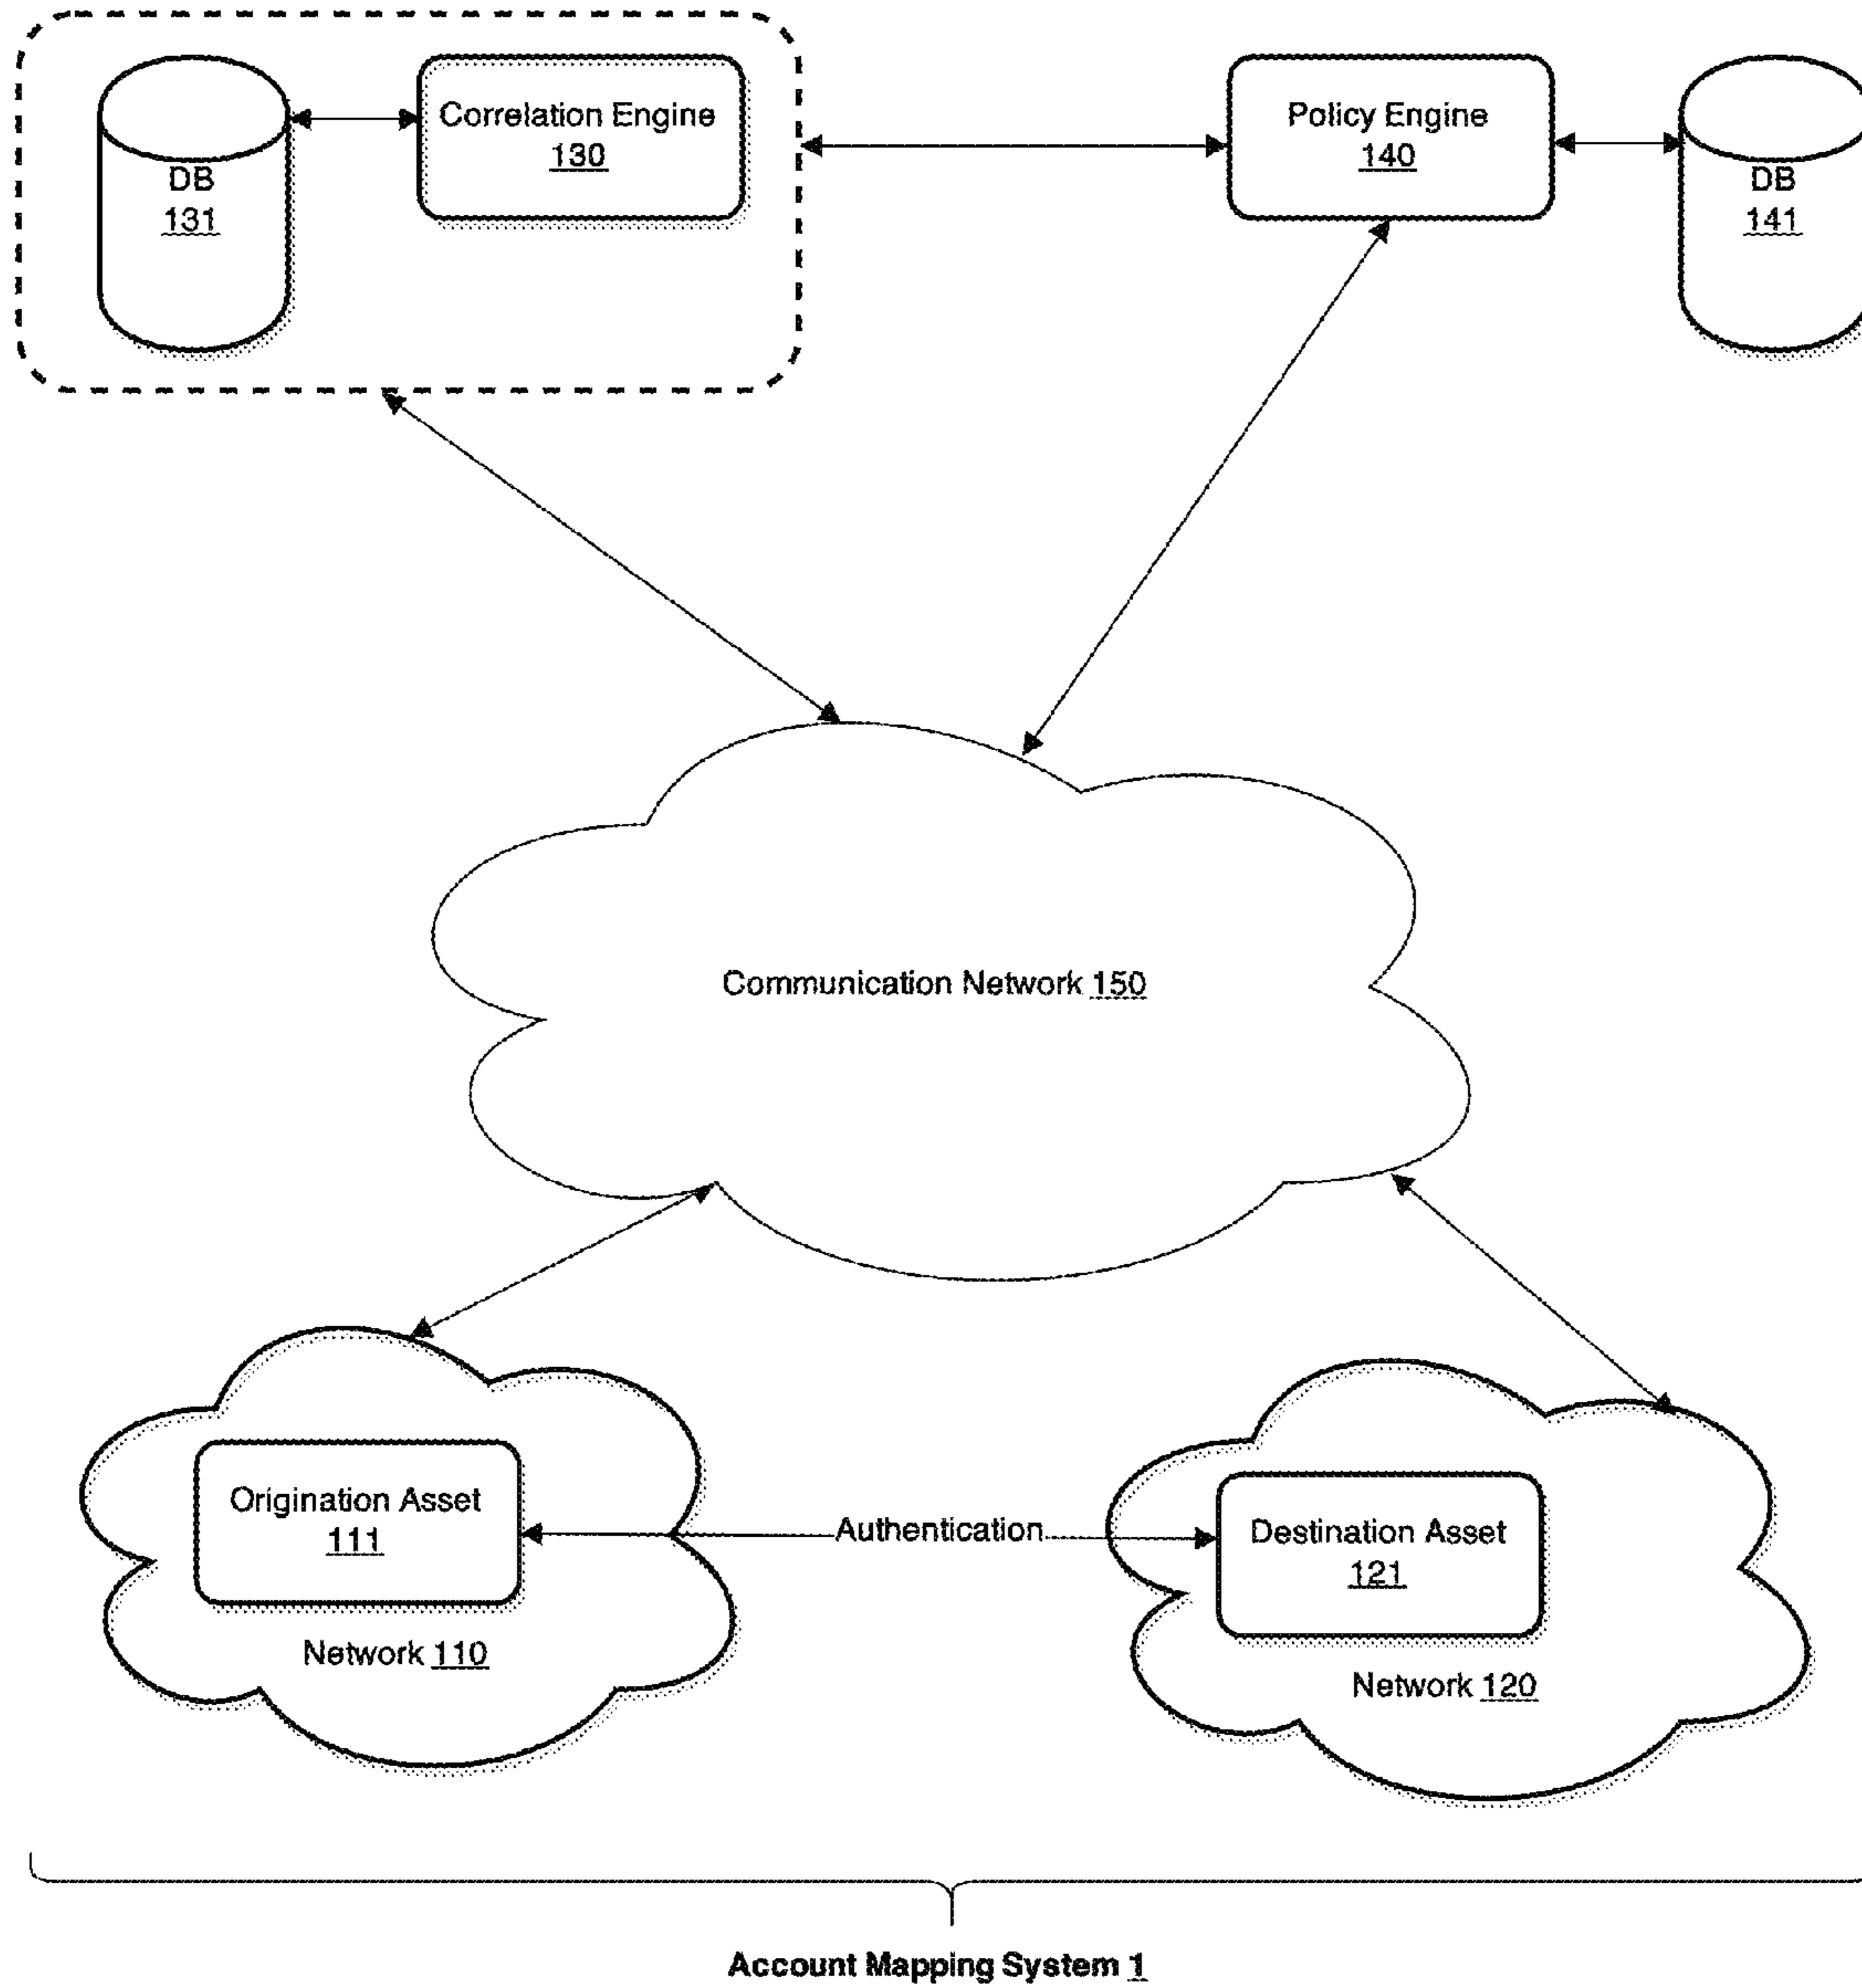 Correlation Engine
130
Policy Engine
140
DB
131
DB
141
Communication Network 150
Origination Asset
111
Authentication
Destination Asset
121
Network 110
Network 120
Account Mapping System 1